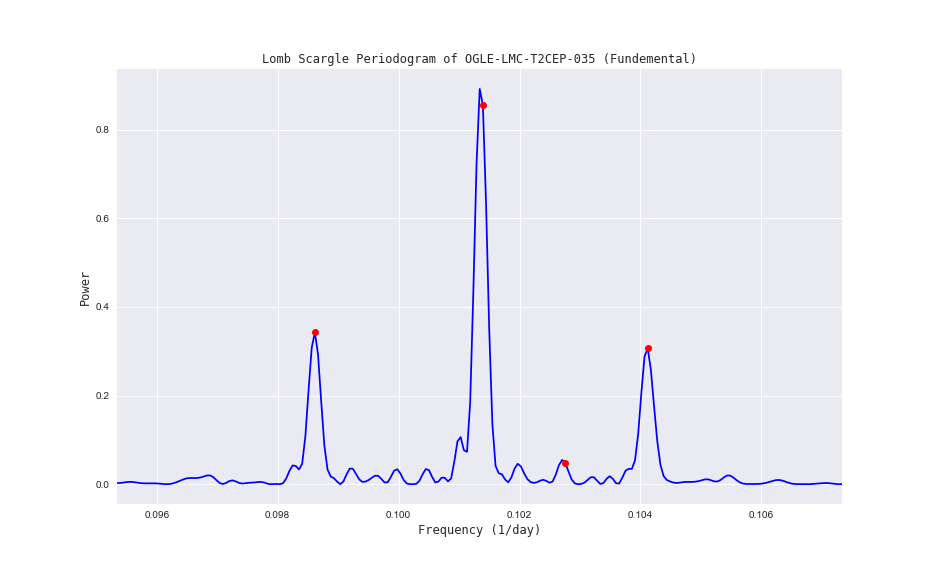 Lomb Scargle Periodogram of OGLE-LMC-T2CEP-035 (Fundemental)
0.8
0.6
0.4
0.2
0.0
Power
0.096 0.098 0.100 0.102 0.104 0.106
Frequency (1/day)